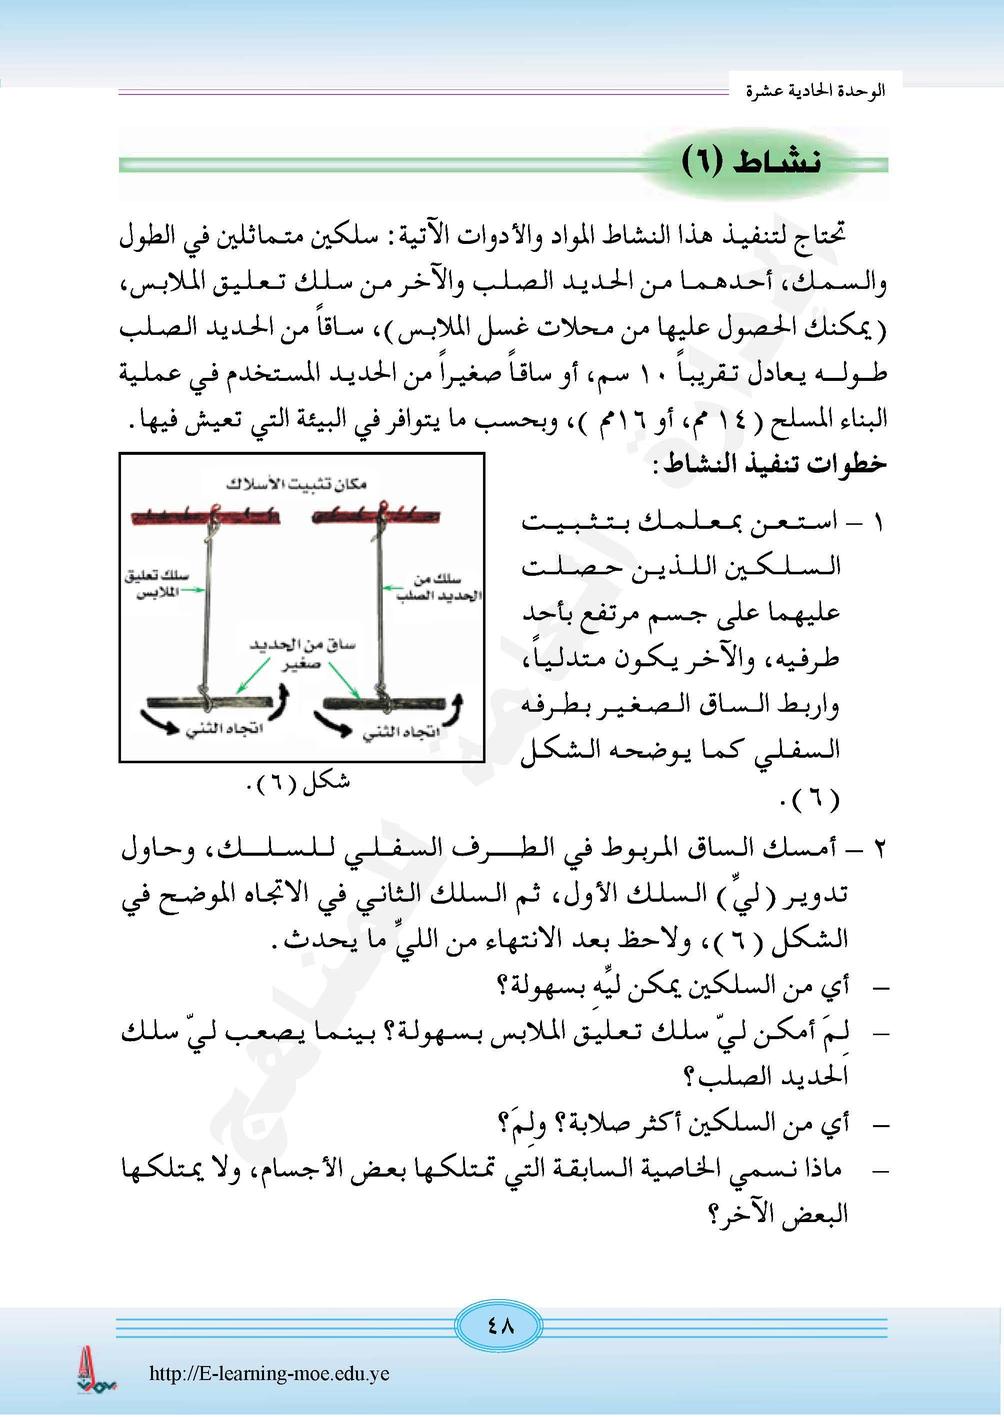 الوحدة الحادية عشرة
نشاط (٦)
تحتاج لتنفيذ هذا النشاط المواد والأدوات الآتية: سلكين متماثلين في الطول
والسمك، أحدهما من الحديد الصلب والآخر من سلك تعليق الملابس،
(يمكنك الحصول عليها من محلات غسل الملابس)، ساقاً من الحديد الصلب
طوله يعادل تقريباً ١٠ سم، أو ساقاً صغيراً من الحديد المستخدم في عملية
البناء المسلح (١٤ مم، أو ١٦مم )، وبحسب ما يتوافر في البيئة التي تعيش فيها.
خطوات تنفيذ النشاط:
١ – استعن بمعلمك بتثبيت
السلكين اللذين حصلت
عليهما على جسم مرتفع بأحد
طرفيه، والآخر يكون متدلياً،
واربط الساق الصغير بطرفه
السفلي كما يوضحه الشكل
(٦).
مكان تثبيت الأسلاك
سلك تعليق
الملابس
سلك من
الحديد الصلب
ساق من الحديد
صغير
اتجاه الثني
اتجاه الثني
شكل (٦).
٢ – أمسك الساق المربوط في الطرف السفلي للسلك، وحاول
تدوير (ليِّ) السلك الأول، ثم السلك الثاني في الاتجاه الموضح في
الشكل (٦)، ولاحظ بعد الانتهاء من الليِّ ما يحدث.
– أي من السلكين يمكن ليِّهِ بسهولة؟
– لِمَ أمكن ليّ سلك تعليق الملابس بسهولة؟ بينما يصعب ليّ سلك
الحديد الصلب؟
– أي من السلكين أكثر صلابة؟ ولِمَ؟
– ماذا نسمي الخاصية السابقة التي تمتلكها بعض الأجسام، ولا يمتلكها
البعض الآخر؟
٤٨
http://E-learning-moe.edu.ye